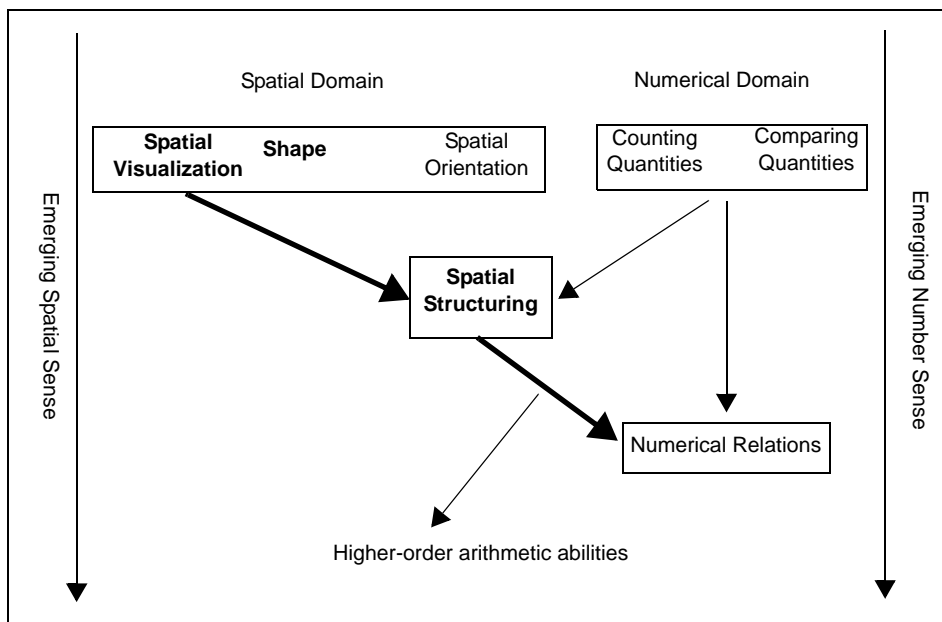 Spatial Domain
Numerical Domain
Spatial
Visualization
Shape
Spatial
Orientation
Counting
Quantities
Comparing
Quantities
Emerging Spatial Sense
Emerging Number Sense
Spatial
Structuring
Numerical Relations
Higher-order arithmetic abilities